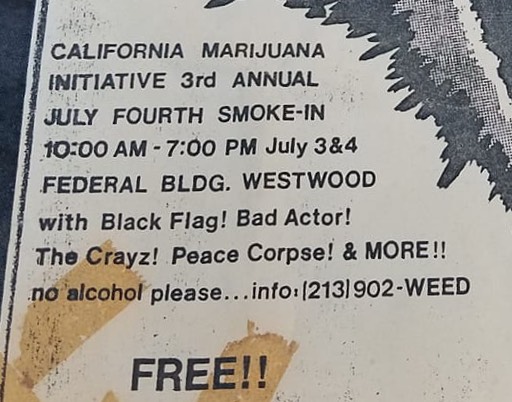 CALIFORNIA MARIJUANA
INITIATIVE 3rd ANNUAL
JULY FOURTH SMOKE-IN
10:00 AM - 7:00 PM July 3&4
FEDERAL BLDG. WESTWOOD
with Black Flag! Bad Actor!
The Crayz! Peace Corpse! & MORE!!
no alcohol please...info:(213)902-WEED
FREE!!